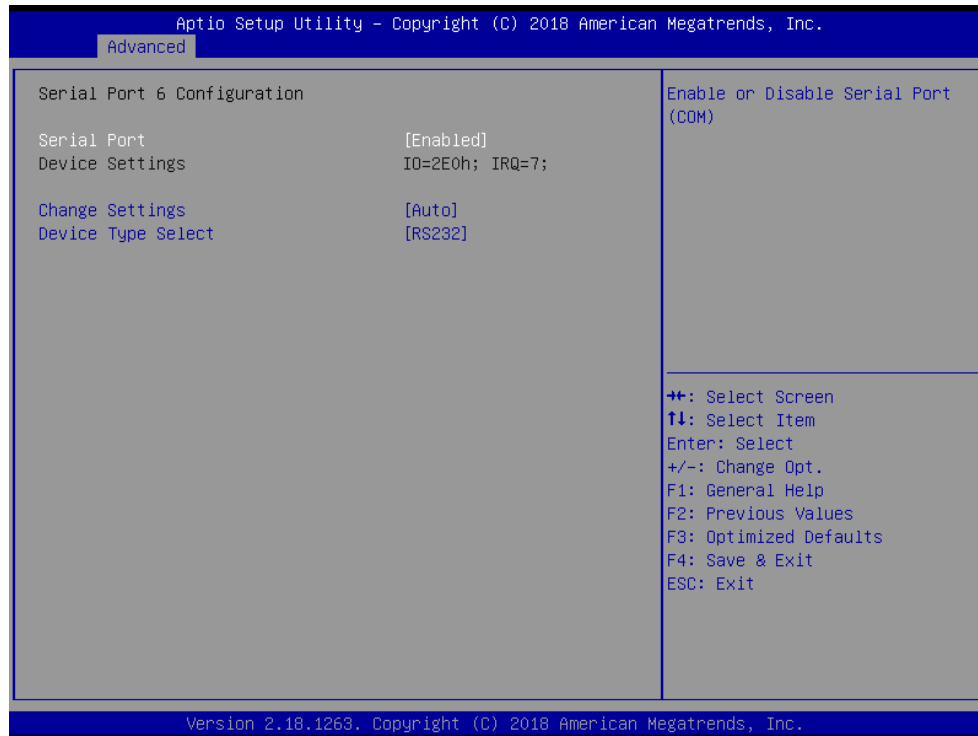 Aptio Setup Utility – Copyright (C) 2018 American Megatrends, Inc.
Advanced
Serial Port 6 Configuration
Serial Port [Enabled]
Device Settings IO=2E0h; IRQ=7;
Change Settings [Auto]
Device Type Select [RS232]
Enable or Disable Serial Port
(COM)
→←: Select Screen
↑↓: Select Item
Enter: Select
+/-: Change Opt.
F1: General Help
F2: Previous Values
F3: Optimized Defaults
F4: Save & Exit
ESC: Exit
Version 2.18.1263. Copyright (C) 2018 American Megatrends, Inc.